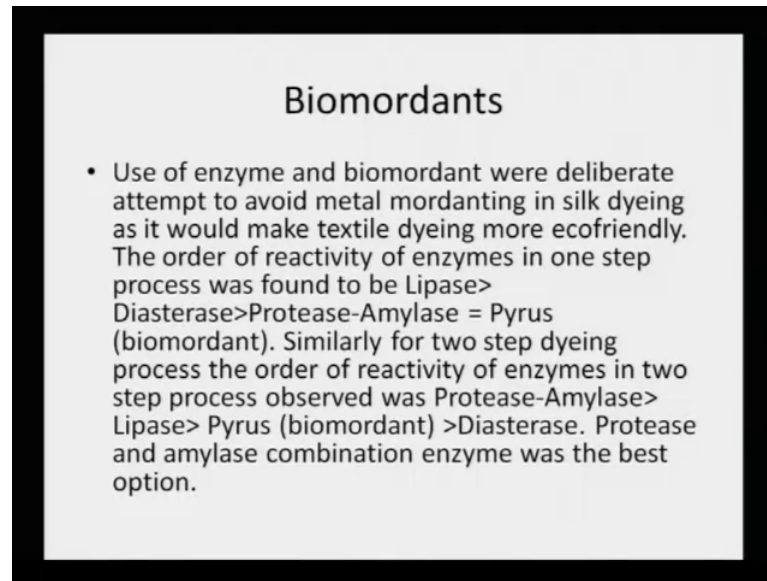 Biomordants
• Use of enzyme and biomordant were deliberate
attempt to avoid metal mordanting in silk dyeing
as it would make textile dyeing more ecofriendly.
The order of reactivity of enzymes in one step
process was found to be Lipase>
Diasterase>Protease-Amylase = Pyrus
(biomordant). Similarly for two step dyeing
process the order of reactivity of enzymes in two
step process observed was Protease-Amylase>
Lipase> Pyrus (biomordant) >Diasterase. Protease
and amylase combination enzyme was the best
option.